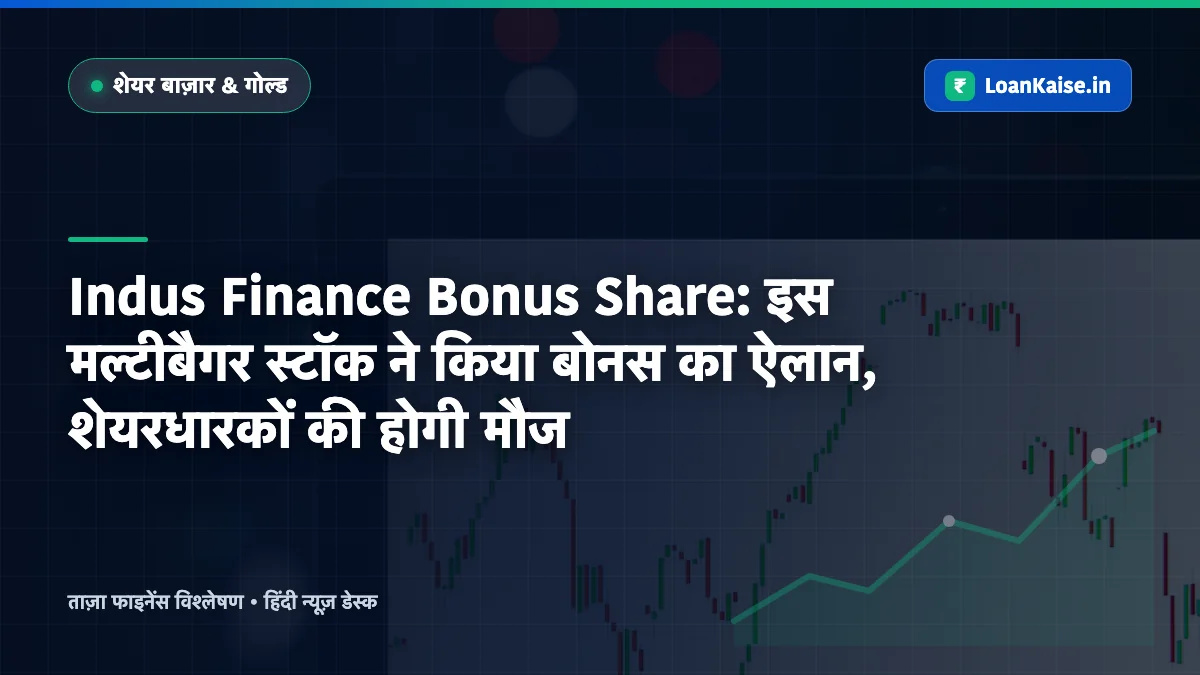 शेयर बाज़ार & गोल्ड
₹ LoanKaise.in
Indus Finance Bonus Share: इस
मल्टीबैगर स्टॉक ने किया बोनस का ऐलान,
शेयरधारकों की होगी मौज
ताज़ा फाइनेंस विश्लेषण • हिंदी न्यूज़ डेस्क